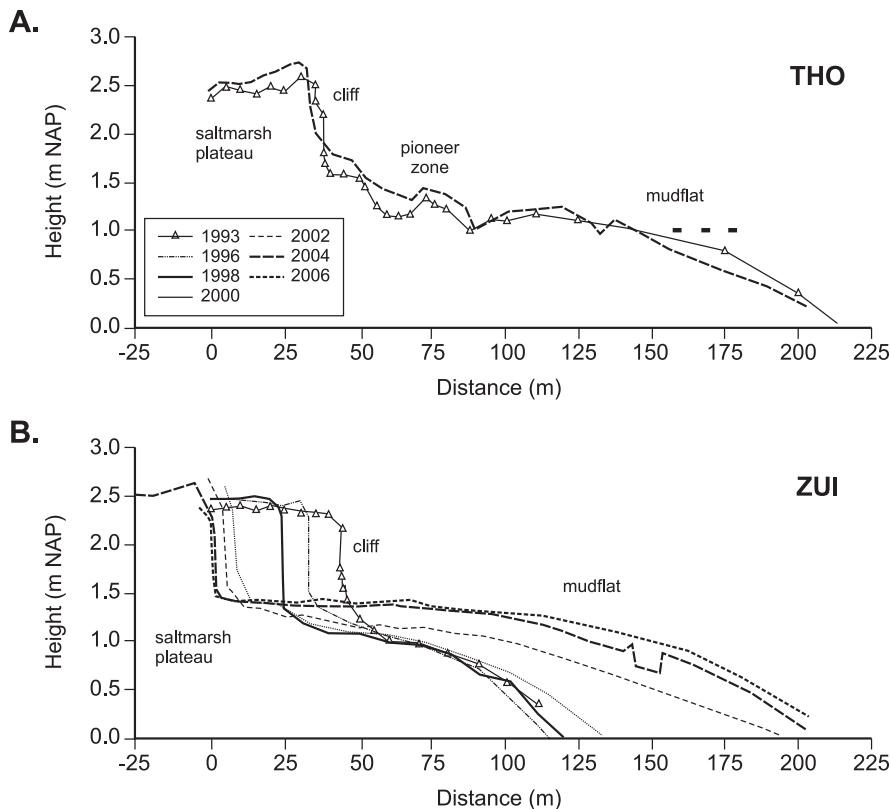 A.
THO
3.0
2.5
2.0
1.5
1.0
0.5
0.0
Height (m NAP)
cliff
saltmarsh
plateau
pioneer
zone
mudflat
1993
1996
1998
2000
2002
2004
2006
-25 0 25 50 75 100 125 150 175 200 225
Distance (m)
B.
ZUI
3.0
2.5
2.0
1.5
1.0
0.5
0.0
Height (m NAP)
cliff
mudflat
saltmarsh
plateau
-25 0 25 50 75 100 125 150 175 200 225
Distance (m)